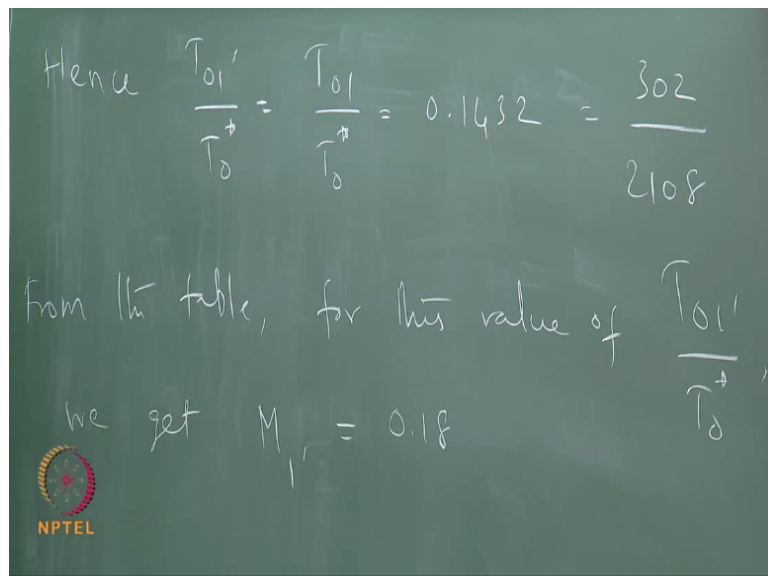 Hence T01' / T0* = T01 / T0* = 0.1432 = 302 / 2108
From the table, for this value of T01' / T0*,
we get M1' = 0.18
NPTEL